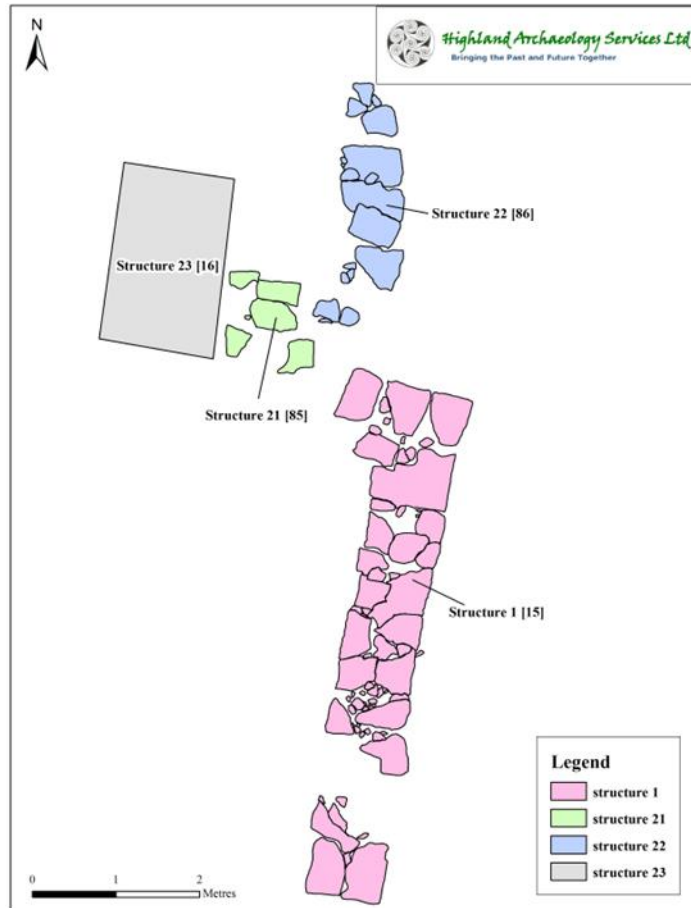 N
Highland Archaeology Services Ltd
Bringing the Past and Future Together
Structure 22 [86]
Structure 23 [16]
Structure 21 [85]
Structure 1 [15]
Legend
structure 1
structure 21
structure 22
structure 23
0 1 2
Metres